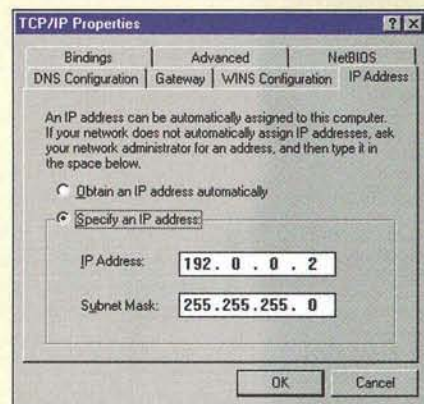 TCP/IP Properties
Bindings Advanced NetBIOS
DNS Configuration Gateway WINS Configuration IP Address
An IP address can be automatically assigned to this computer.
If your network does not automatically assign IP addresses, ask
your network administrator for an address, and then type it in
the space below.
Obtain an IP address automatically
Specify an IP address:
IP Address: 192. 0 . 0 . 2
Subnet Mask: 255.255.255. 0
OK Cancel